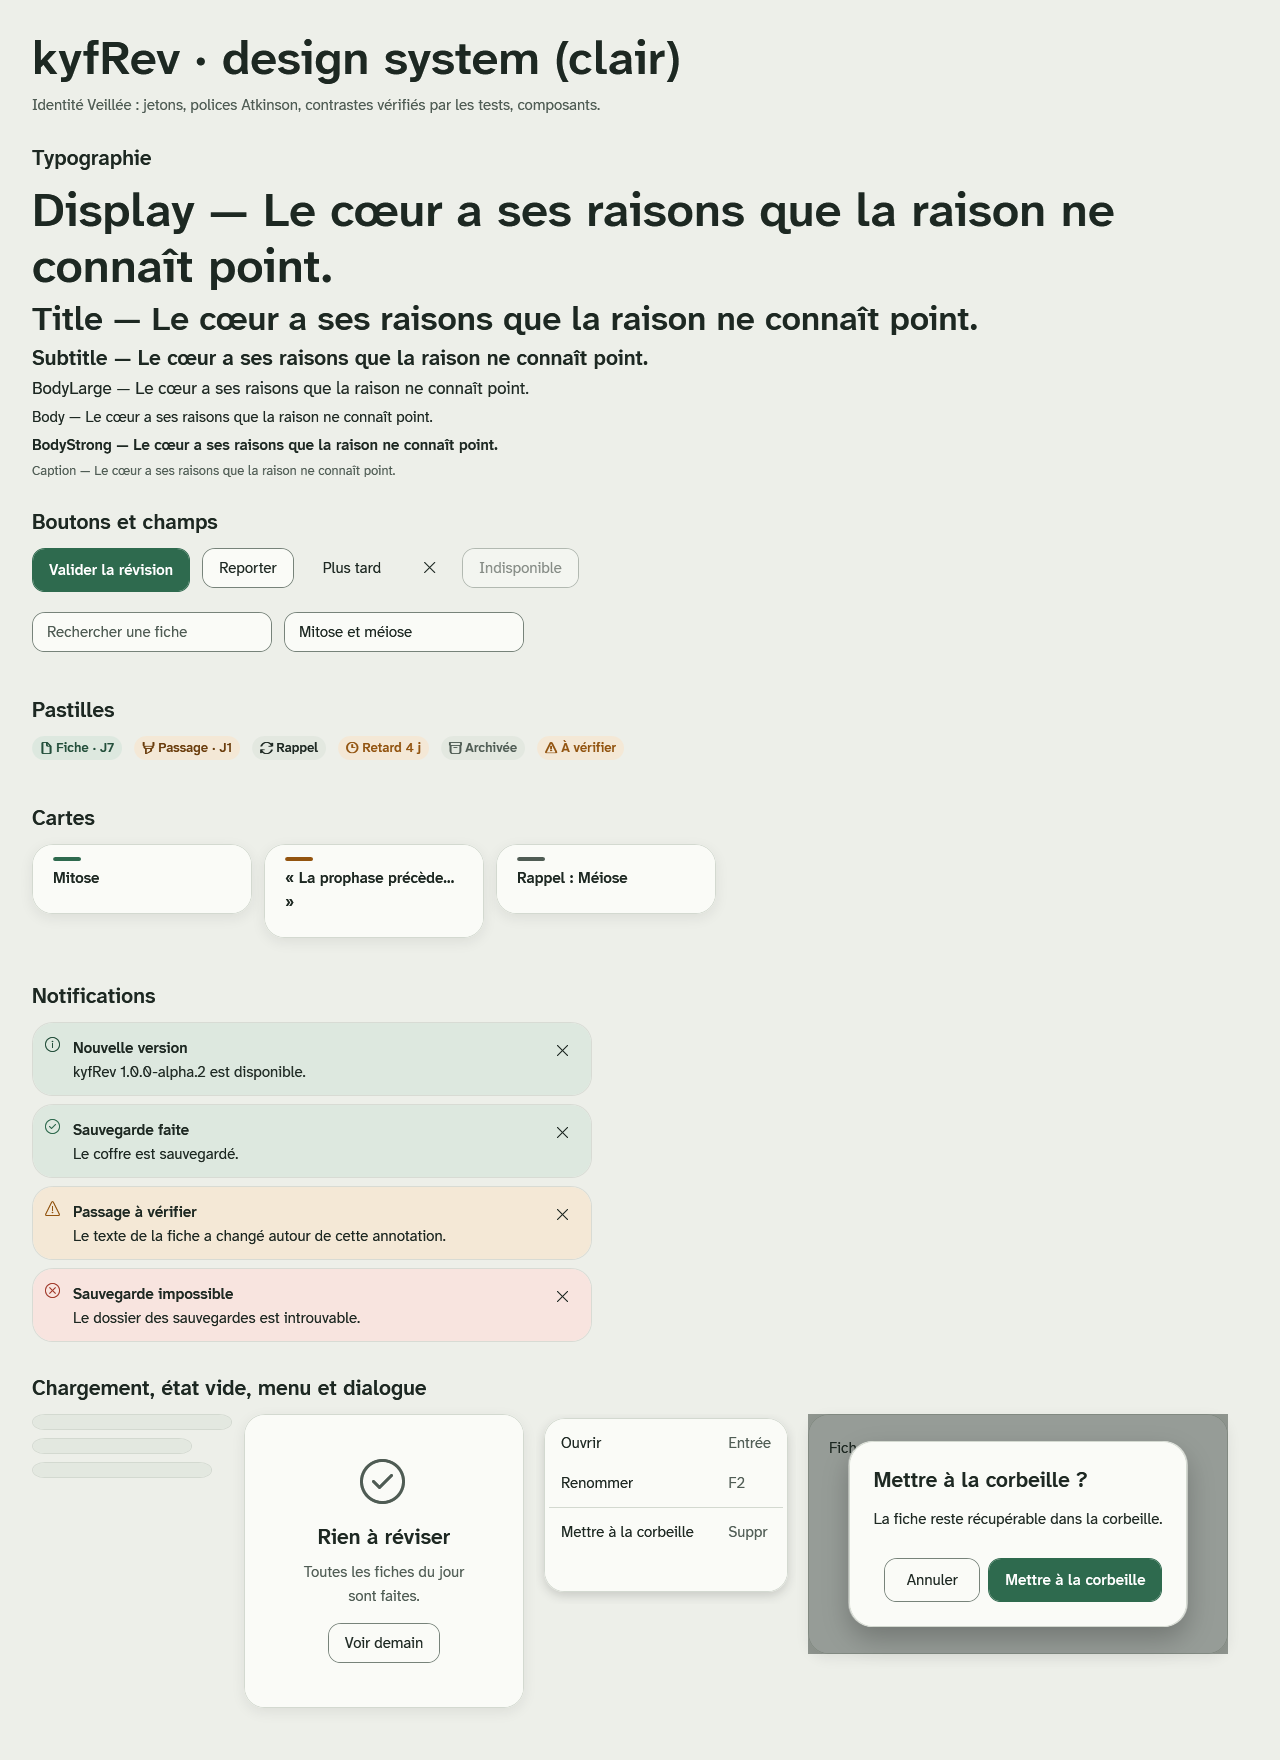 kyfRev · design system (clair)
Identité Veillée : jetons, polices Atkinson, contrastes vérifiés par les tests, composants.
Typographie
Display — Le cœur a ses raisons que la raison ne
connaît point.
Title — Le cœur a ses raisons que la raison ne connaît point.
Subtitle — Le cœur a ses raisons que la raison ne connaît point.
BodyLarge — Le cœur a ses raisons que la raison ne connaît point.
Body — Le cœur a ses raisons que la raison ne connaît point.
BodyStrong — Le cœur a ses raisons que la raison ne connaît point.
Caption — Le cœur a ses raisons que la raison ne connaît point.
Boutons et champs
Valider la révision Reporter Plus tard Indisponible
Rechercher une fiche Mitose et méiose
Pastilles
Fiche · J7 Passage · J1 Rappel Retard 4 j Archivée À vérifier
Cartes
Mitose
« La prophase précède…
»
Rappel : Méiose
Notifications
Nouvelle version
kyfRev 1.0.0-alpha.2 est disponible.
Sauvegarde faite
Le coffre est sauvegardé.
Passage à vérifier
Le texte de la fiche a changé autour de cette annotation.
Sauvegarde impossible
Le dossier des sauvegardes est introuvable.
Chargement, état vide, menu et dialogue
Rien à réviser
Toutes les fiches du jour
sont faites.
Voir demain
Ouvrir Entrée
Renommer F2
Mettre à la corbeille Suppr
Fich
Mettre à la corbeille ?
La fiche reste récupérable dans la corbeille.
Annuler Mettre à la corbeille